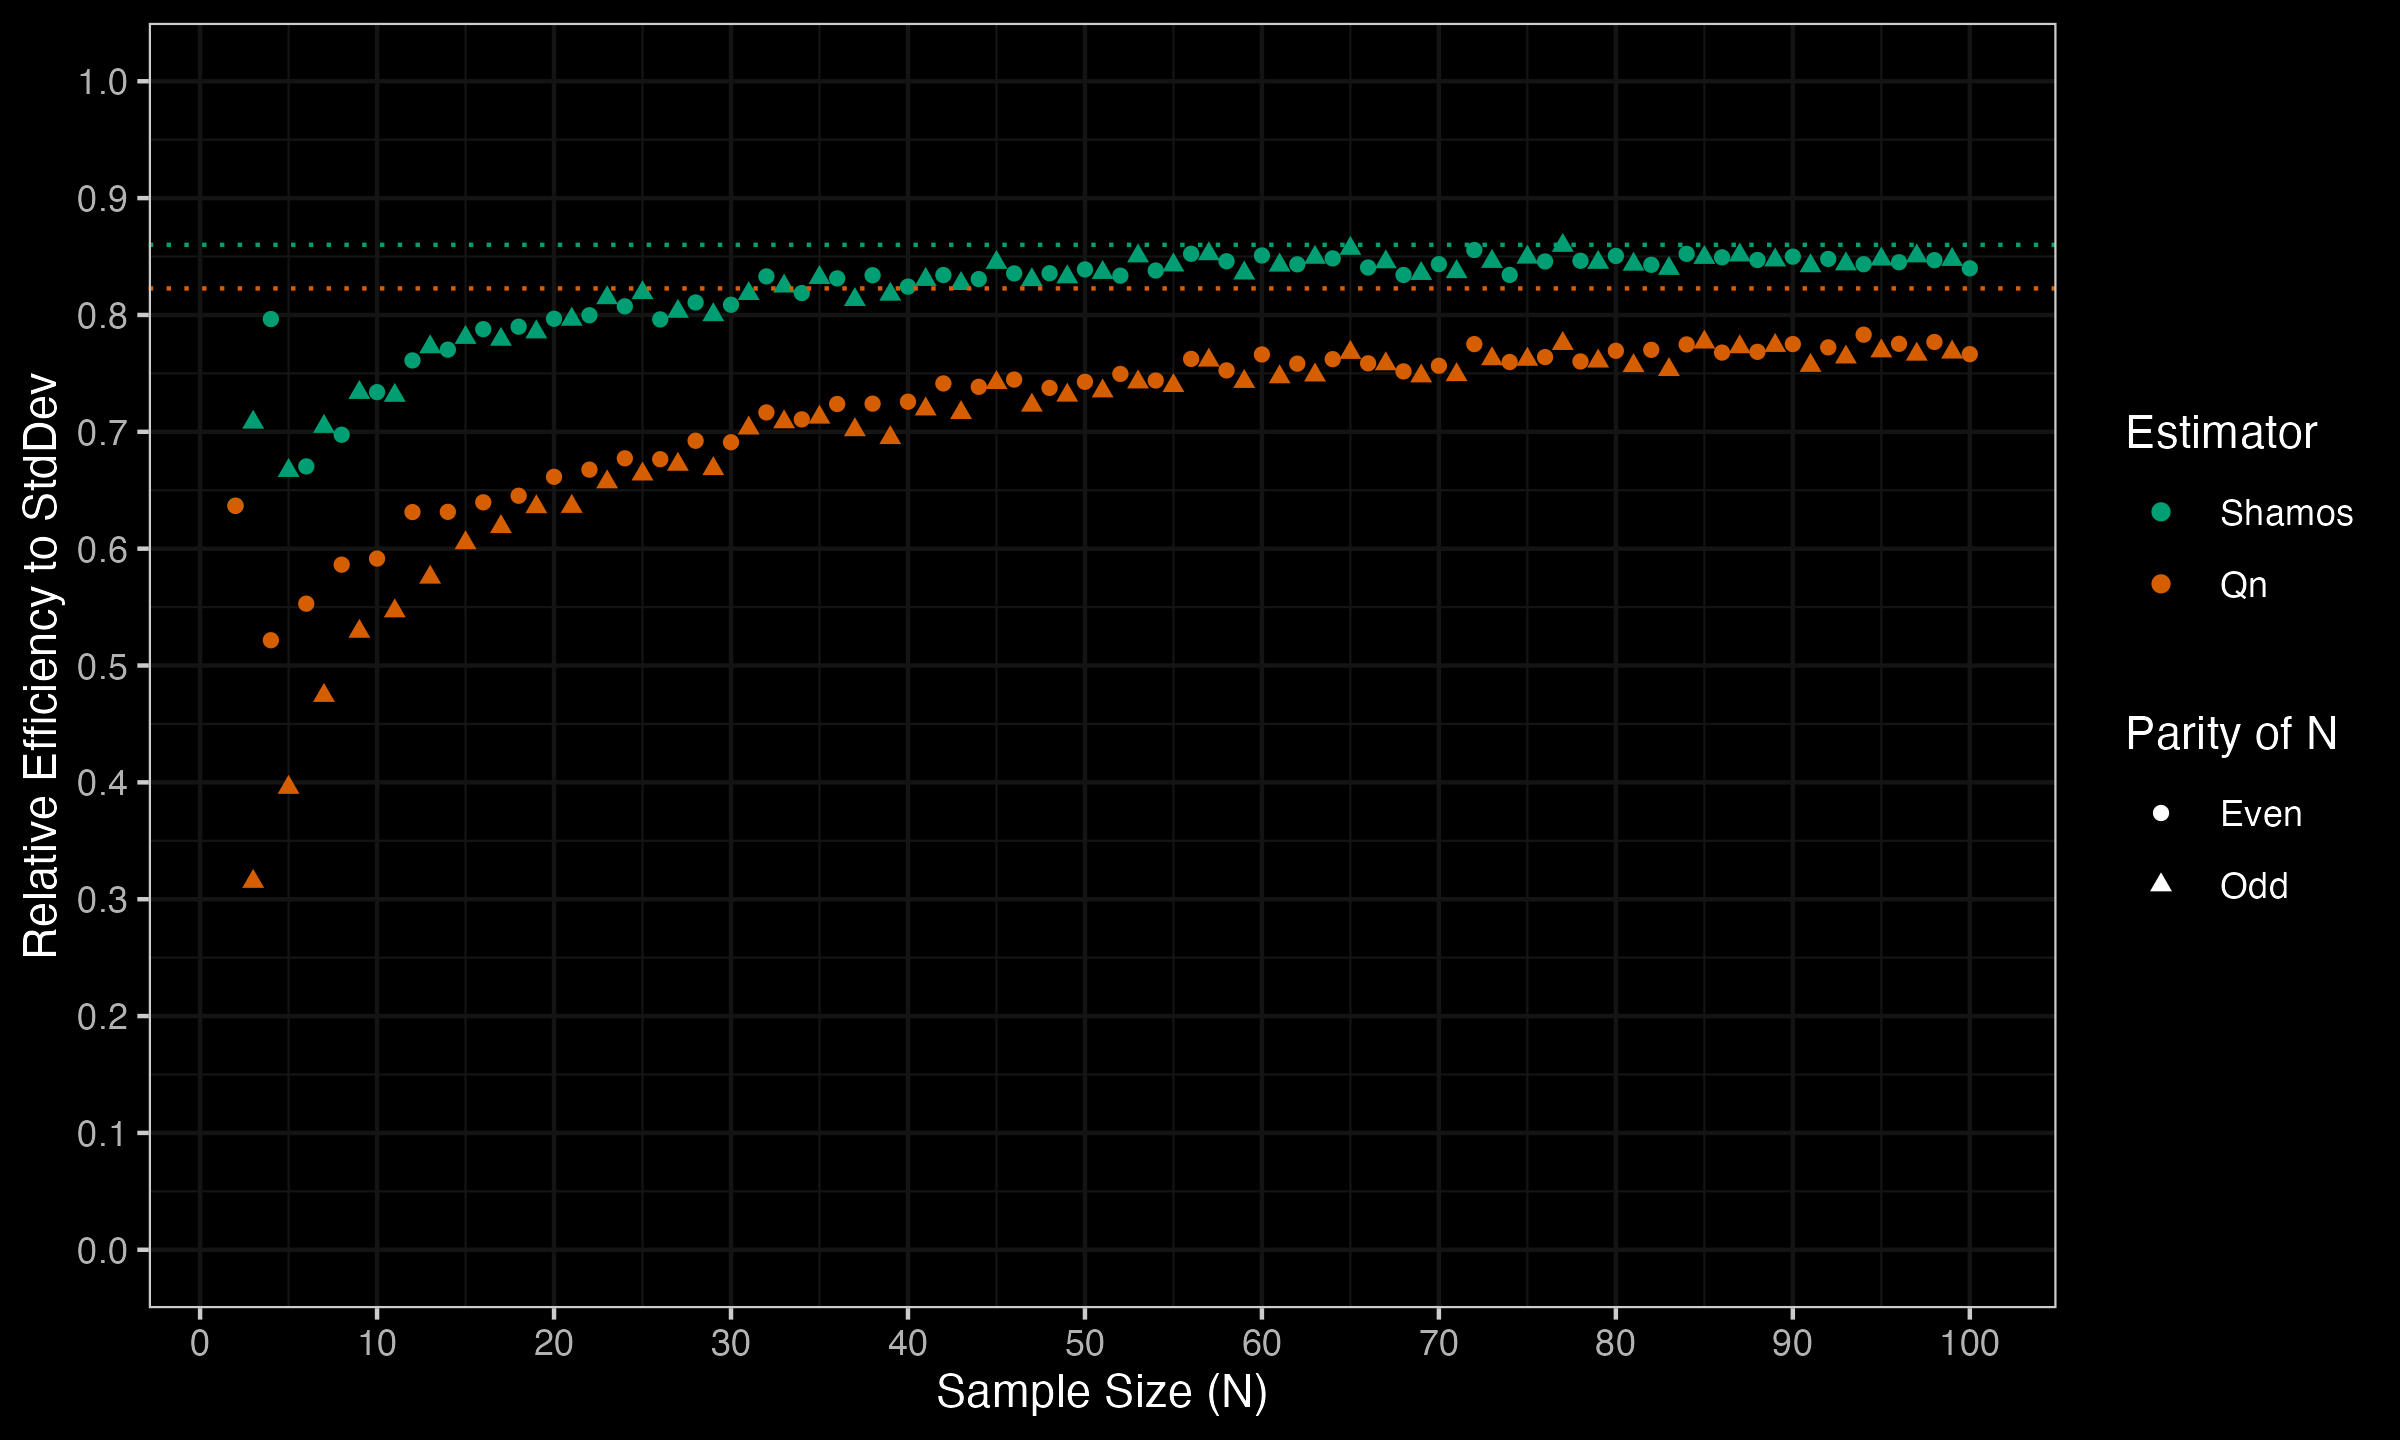 1.0
0.9
0.8
0.7
0.6
0.5
0.4
0.3
0.2
0.1
0.0
Relative Efficiency to StdDev
0 10 20 30 40 50 60 70 80 90 100
Sample Size (N)
Estimator
Shamos
Qn
Parity of N
Even
Odd